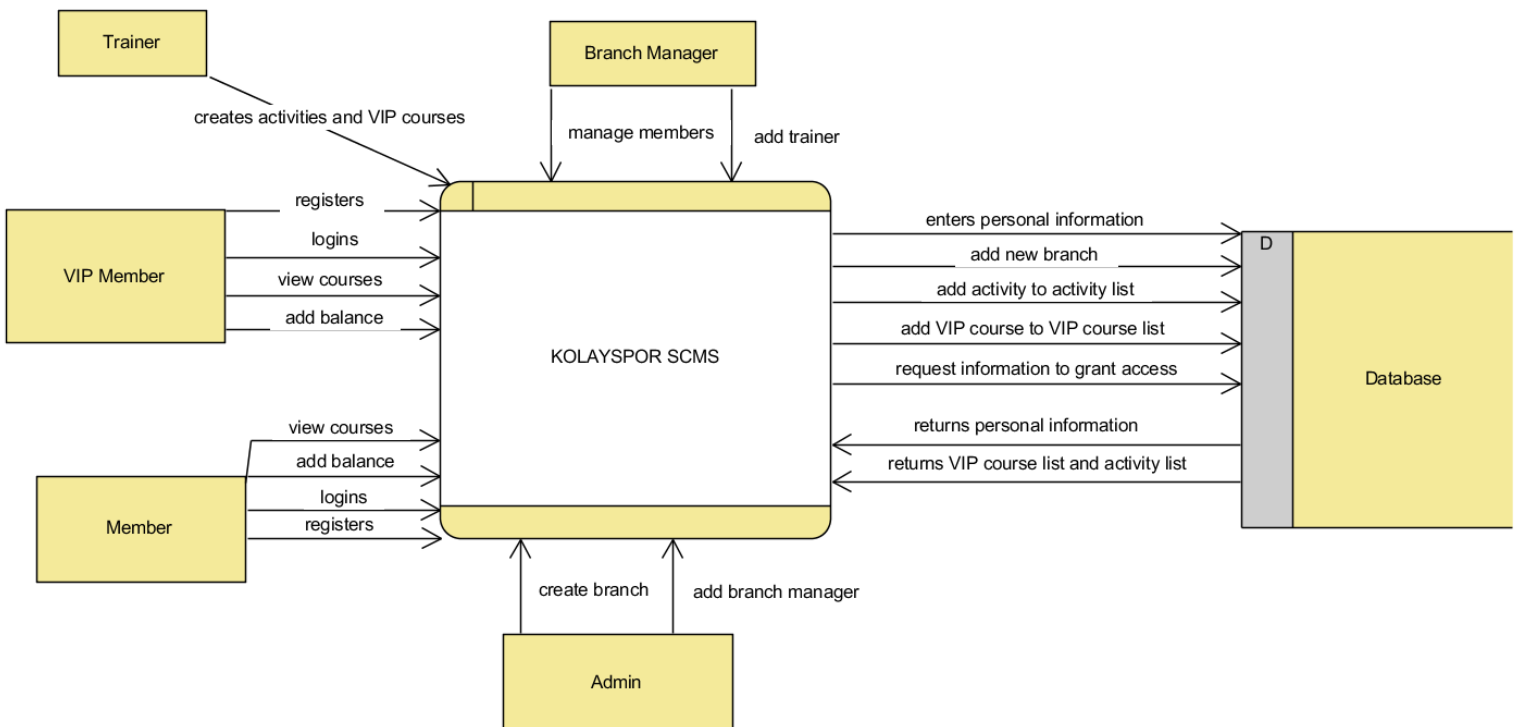 Trainer
Branch Manager
creates activities and VIP courses
manage members
add trainer
registers
logins
view courses
add balance
VIP Member
enters personal information
add new branch
add activity to activity list
add VIP course to VIP course list
request information to grant access
returns personal information
returns VIP course list and activity list
D
Database
KOLAYSPOR SCMS
view courses
add balance
logins
registers
Member
create branch
add branch manager
Admin